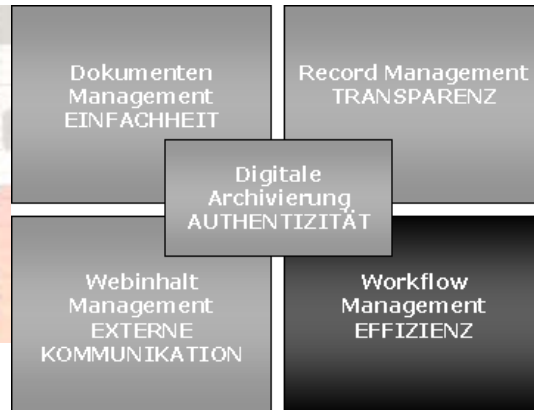 Dokumenten
Management
EINFACHHEIT
Record Management
TRANSPARENZ
Digitale
Archivierung
AUTHENTIZITÄT
Webinhalt
Management
EXTERNE
KOMMUNIKATION
Workflow
Management
EFFIZIENZ